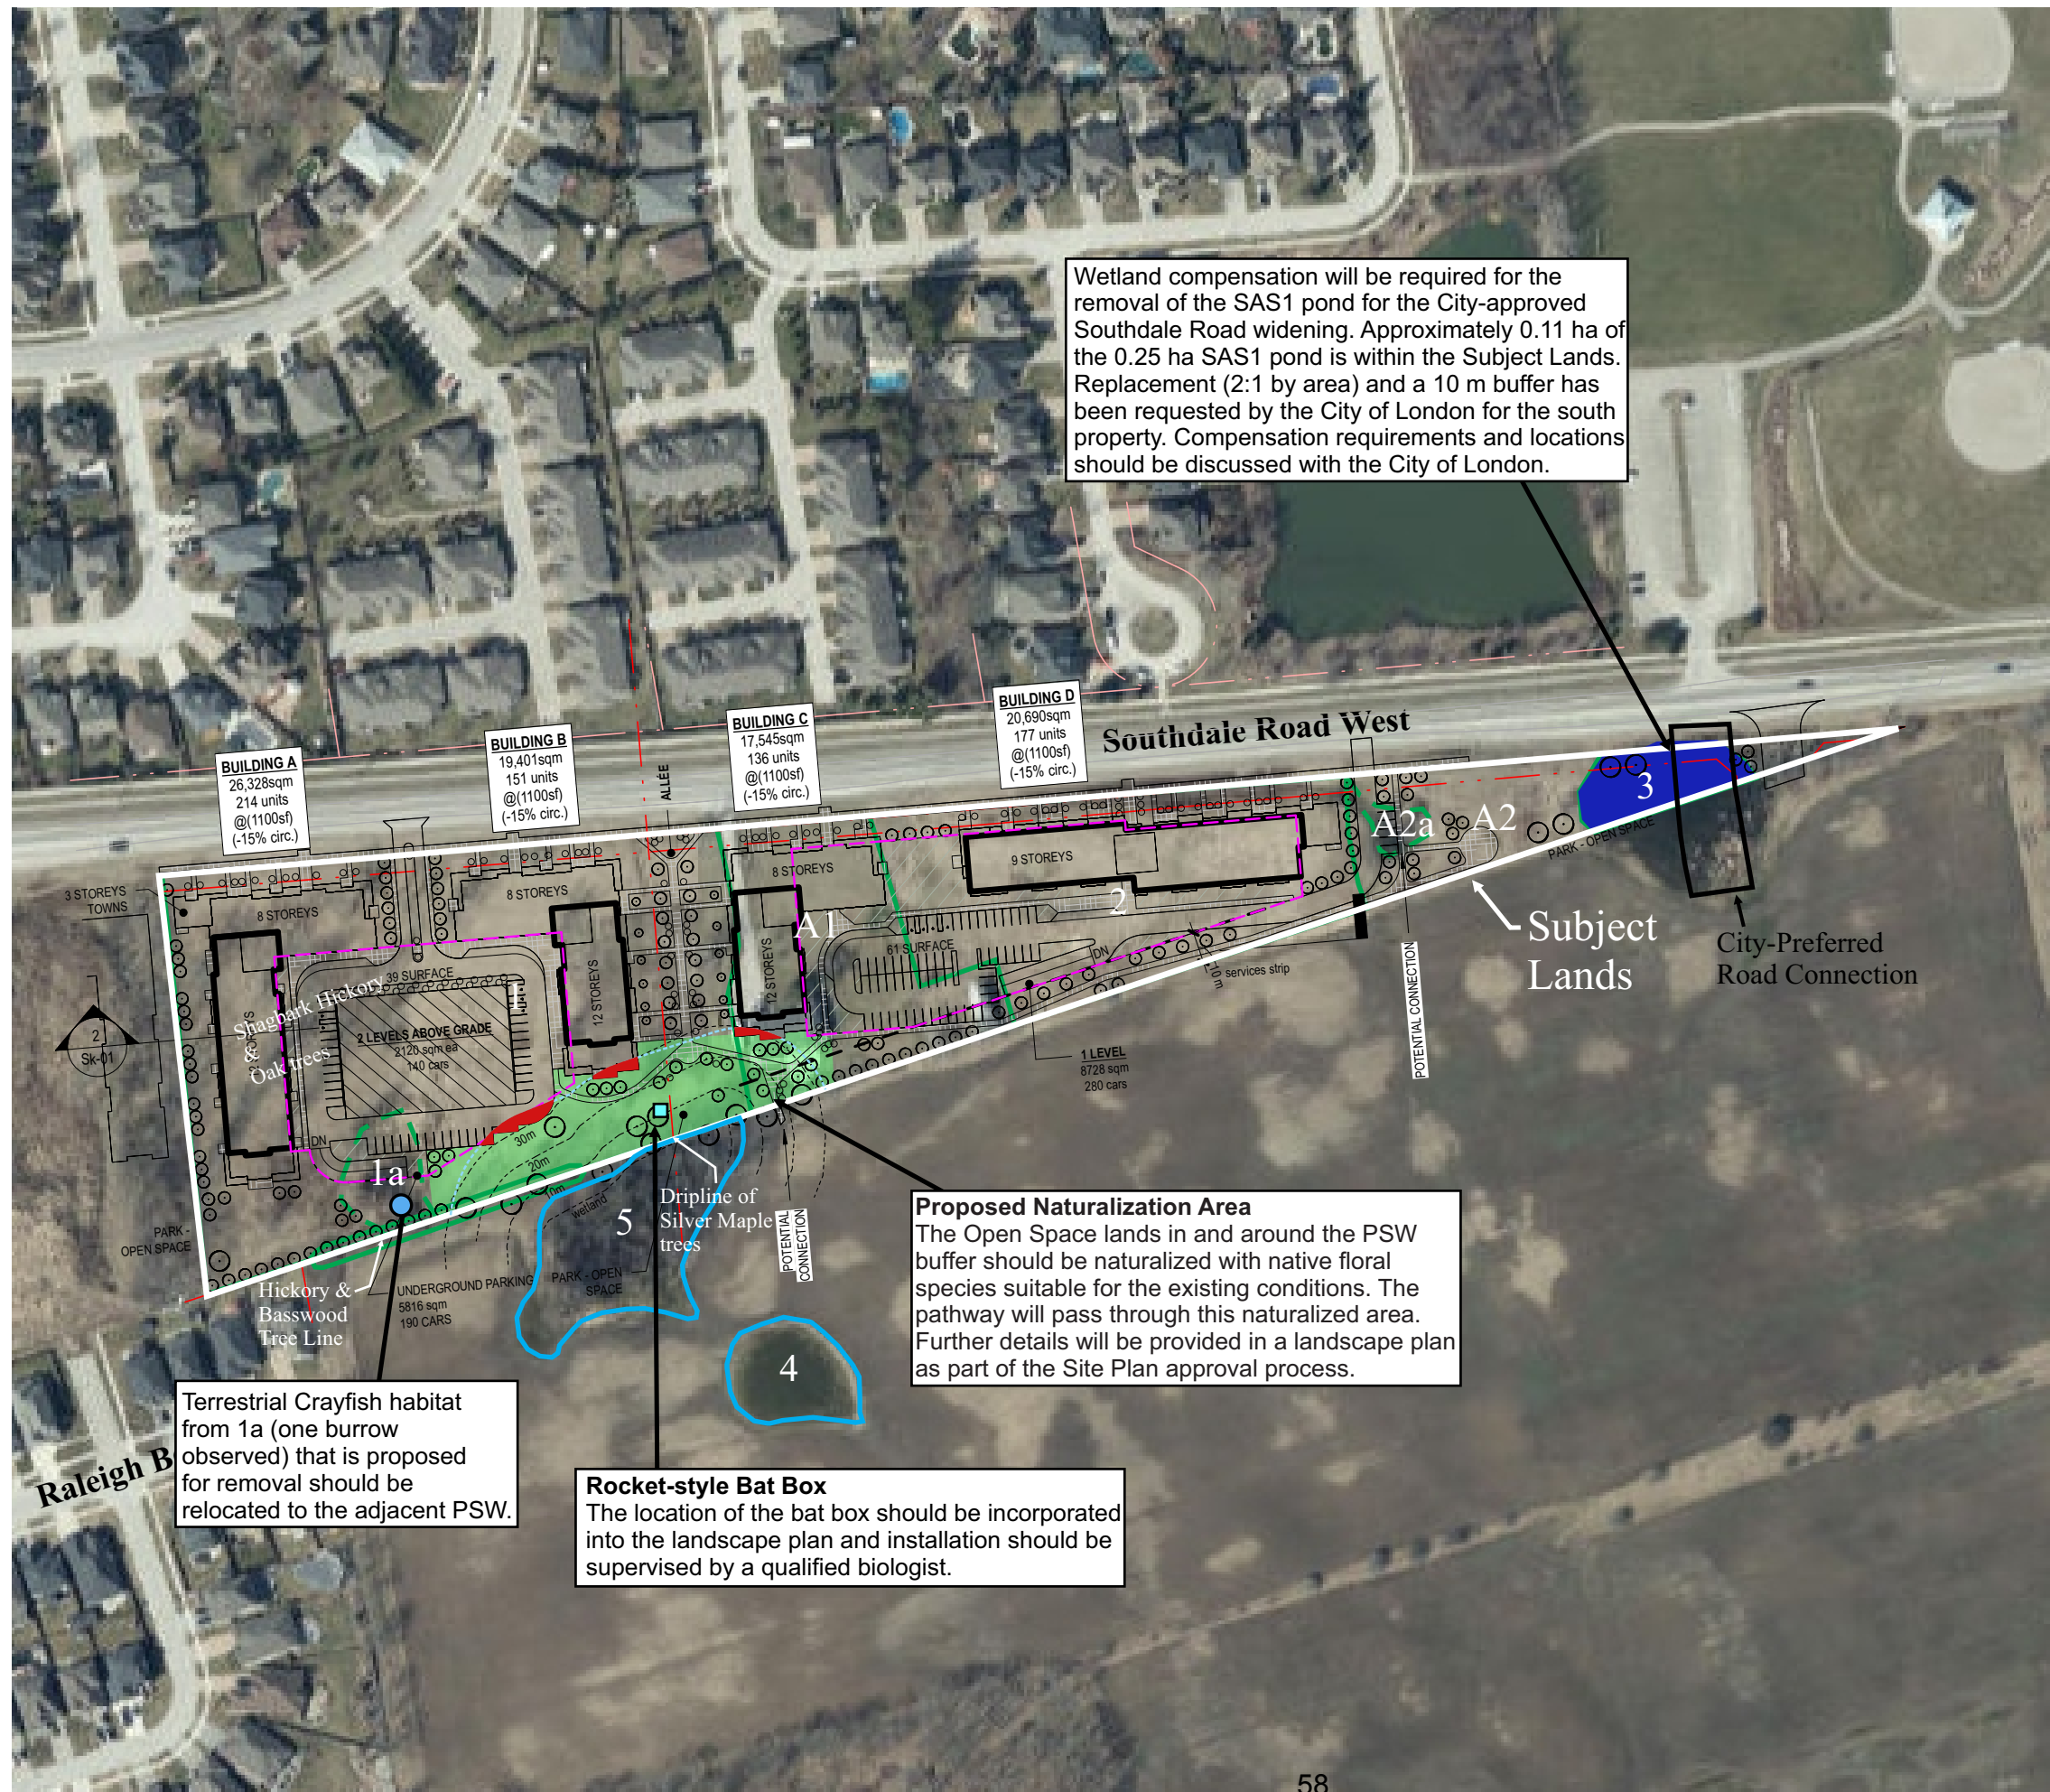 Wetland compensation will be required for the
removal of the SAS1 pond for the City-approved
Southdale Road widening. Approximately 0.11 ha of
the 0.25 ha SAS1 pond is within the Subject Lands.
Replacement (2:1 by area) and a 10 m buffer has
been requested by the City of London for the south
property. Compensation requirements and locations
should be discussed with the City of London.
BUILDING A
26,328sqm
214 units
@(1100sf)
(-15% circ.)
BUILDING B
19,401sqm
151 units
@(1100sf)
(-15% circ.)
ALLÉE
BUILDING C
17,545sqm
136 units
@(1100sf)
(-15% circ.)
BUILDING D
20,690sqm
177 units
@(1100sf)
(-15% circ.)
Southdale Road West
3 STOREYS
TOWNS
8 STOREYS
8 STOREYS
8 STOREYS
9 STOREYS
12 STOREYS
12 STOREYS
A1
2
A2a
A2
3
PARK - OPEN SPACE
Subject
Lands
City-Preferred
Road Connection
39 SURFACE
61 SURFACE
1
Shagbark Hickory
&
Oak trees
2 LEVELS ABOVE GRADE
2120 sqm ea
140 cars
2
Sk-01
DN
DN
10 m
services strip
POTENTIAL CONNECTION
1 LEVEL
8728 sqm
280 cars
30m
20m
wetland
1a
5
Dripline of
Silver Maple
trees
POTENTIAL
CONNECTION
PARK -
OPEN SPACE
Hickory &
Basswood
Tree Line
UNDERGROUND PARKING
5816 sqm
190 CARS
PARK - OPEN
SPACE
4
Proposed Naturalization Area
The Open Space lands in and around the PSW
buffer should be naturalized with native floral
species suitable for the existing conditions. The
pathway will pass through this naturalized area.
Further details will be provided in a landscape plan
as part of the Site Plan approval process.
Terrestrial Crayfish habitat
from 1a (one burrow
observed) that is proposed
for removal should be
relocated to the adjacent PSW.
Raleigh B
Rocket-style Bat Box
The location of the bat box should be incorporated
into the landscape plan and installation should be
supervised by a qualified biologist.
58